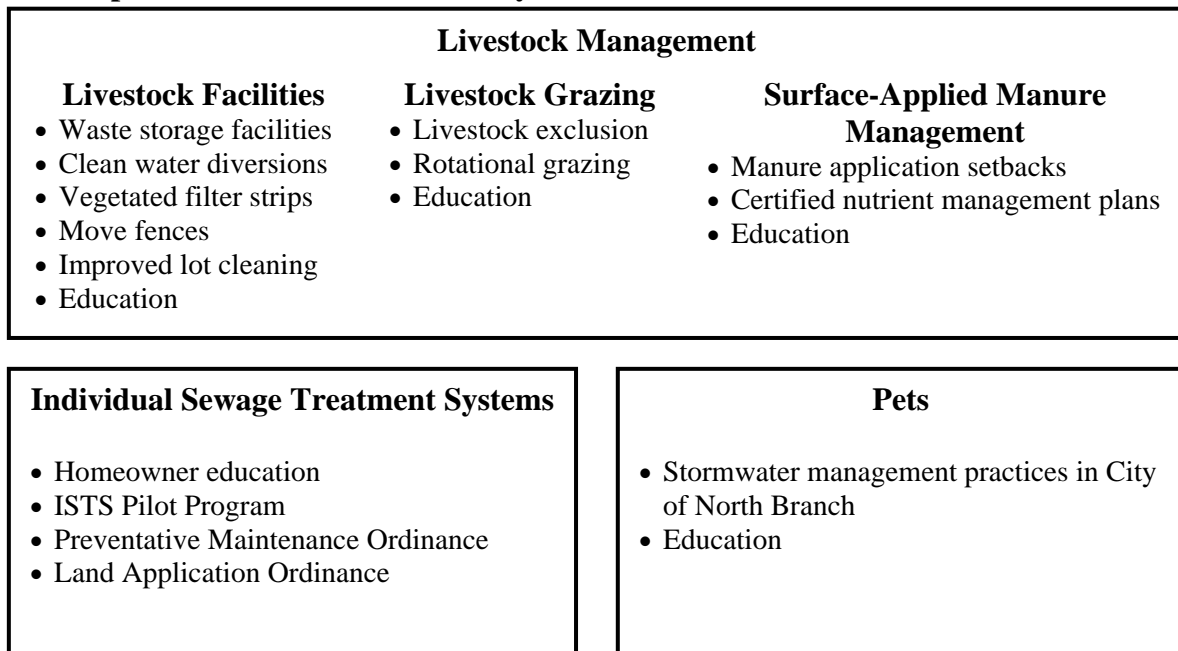 Livestock Management
Livestock Facilities
• Waste storage facilities
• Clean water diversions
• Vegetated filter strips
• Move fences
• Improved lot cleaning
• Education
Livestock Grazing
• Livestock exclusion
• Rotational grazing
• Education
Surface-Applied Manure
Management
• Manure application setbacks
• Certified nutrient management plans
• Education
Individual Sewage Treatment Systems
• Homeowner education
• ISTS Pilot Program
• Preventative Maintenance Ordinance
• Land Application Ordinance
Pets
• Stormwater management practices in City
of North Branch
• Education